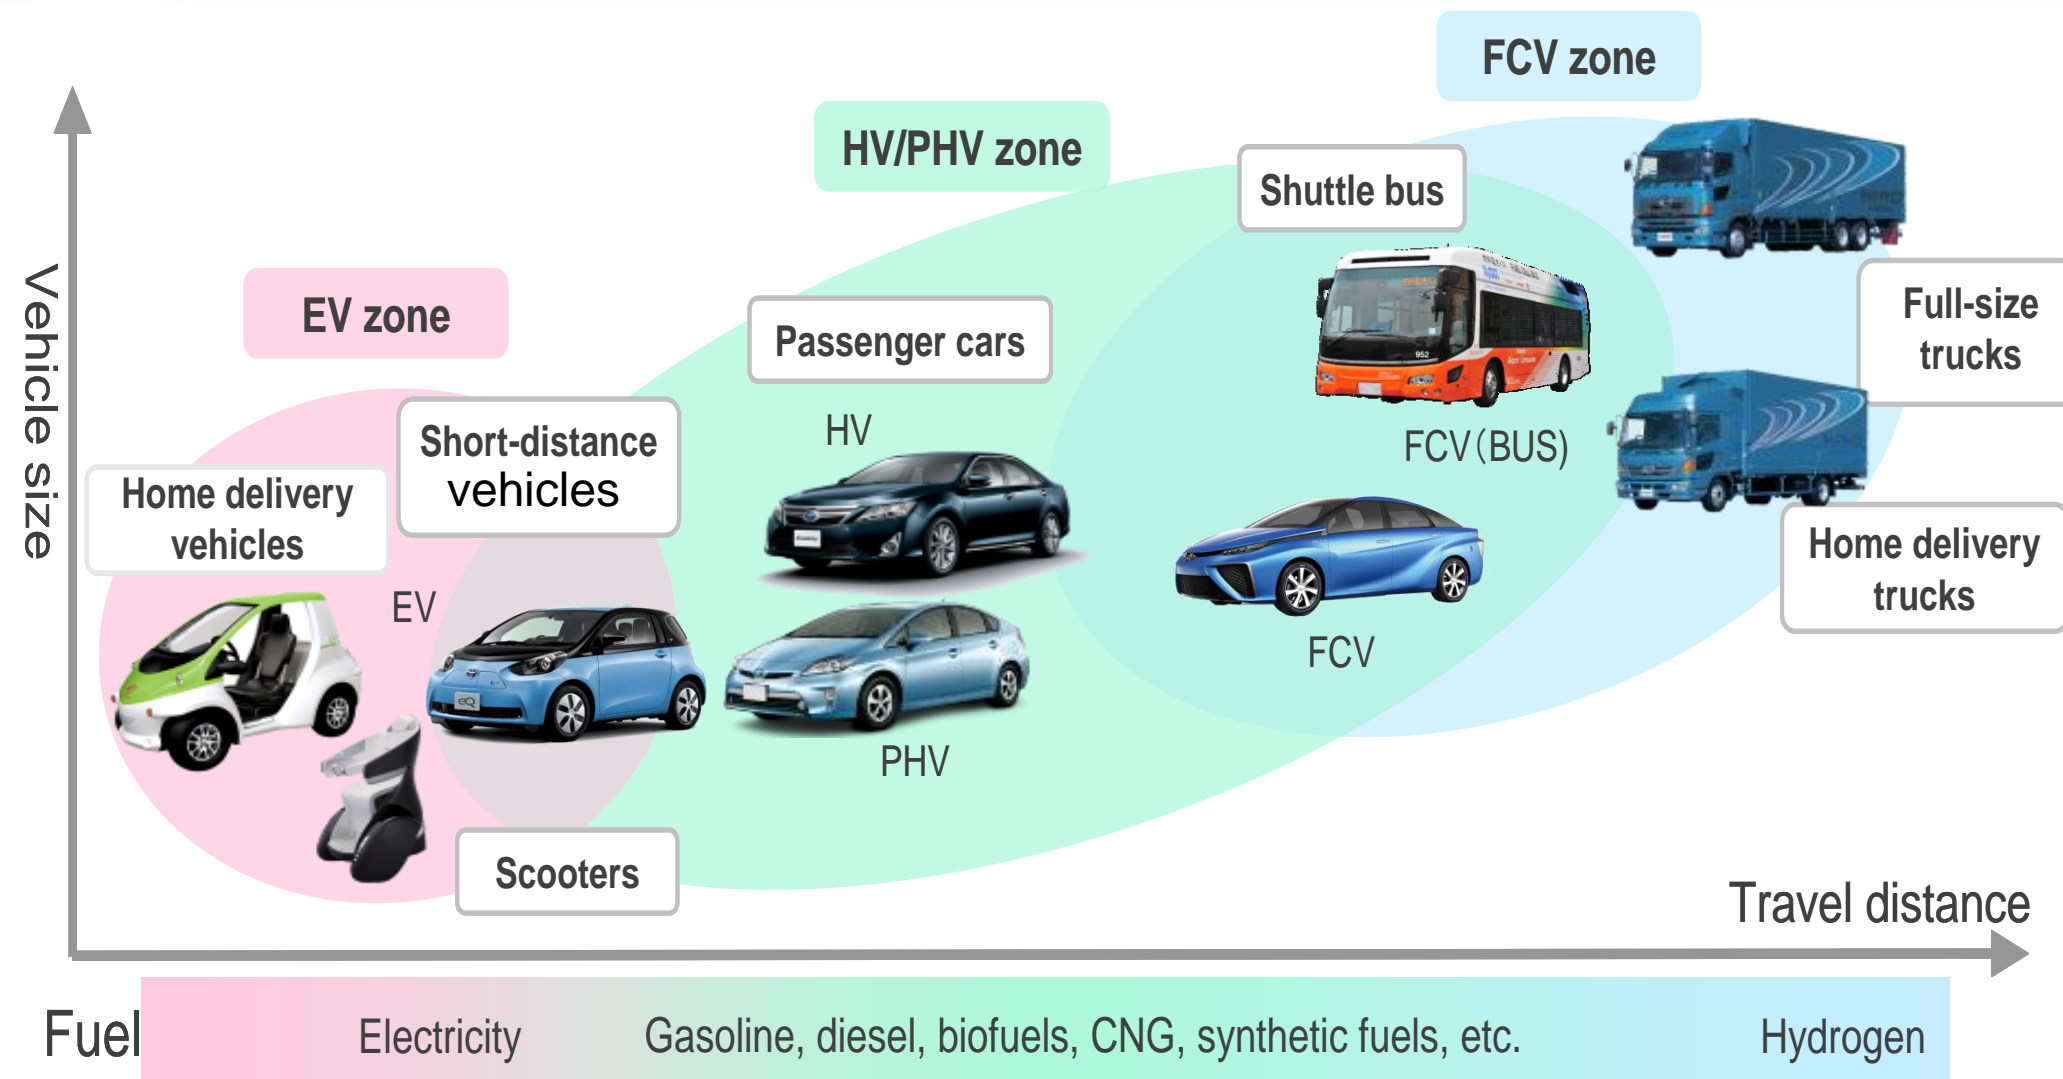 FCV zone
HV/PHV zone
Shuttle bus
EV zone
Full-size
trucks
Passenger cars
Vehicle size
952
HV
Short-distance
vehicles
FCV(BUS)
Home delivery
vehicles
Home delivery
trucks
EV
FCV
eQ
PHV
Scooters
Travel distance
Fuel
Electricity
Gasoline, diesel, biofuels, CNG, synthetic fuels, etc.
Hydrogen